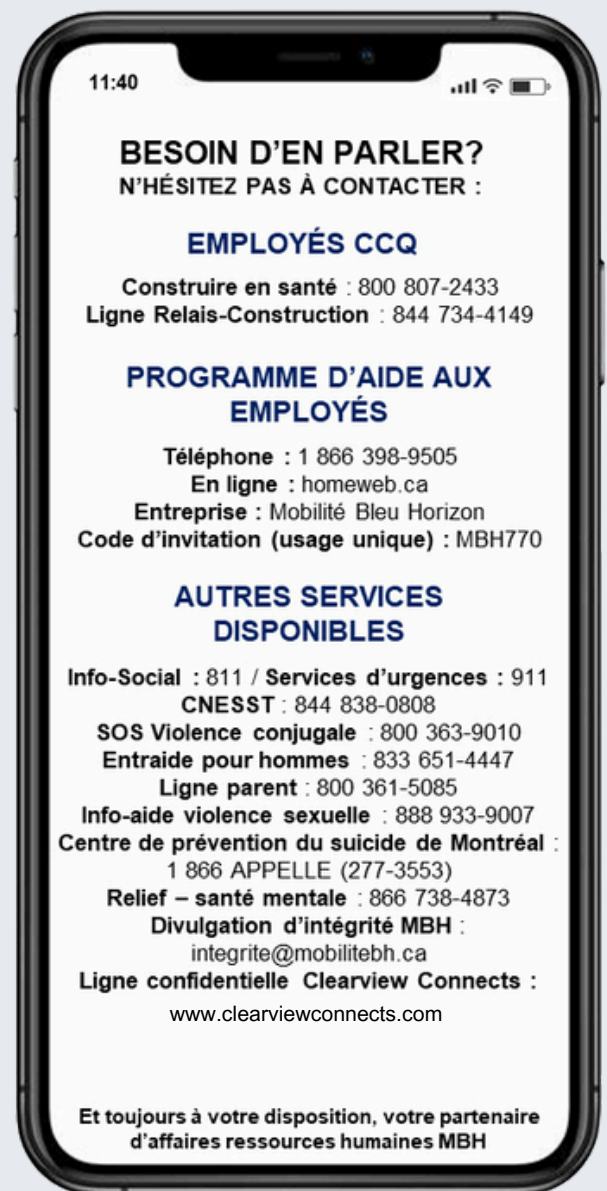 11:40
BESOIN D'EN PARLER?
N'HÉSITEZ PAS À CONTACTER :
EMPLOYÉS CCQ
Construire en santé : 800 807-2433
Ligne Relais-Construction : 844 734-4149
PROGRAMME D'AIDE AUX
EMPLOYÉS
Téléphone : 1 866 398-9505
En ligne : homeweb.ca
Entreprise : Mobilité Bleu Horizon
Code d'invitation (usage unique) : MBH770
AUTRES SERVICES
DISPONIBLES
Info-Social : 811 / Services d'urgences : 911
CNESST : 844 838-0808
SOS Violence conjugale : 800 363-9010
Entraide pour hommes : 833 651-4447
Ligne parent : 800 361-5085
Info-aide violence sexuelle : 888 933-9007
Centre de prévention du suicide de Montréal :
1 866 APPELLE (277-3553)
Relief – santé mentale : 866 738-4873
Divulgation d'intégrité MBH :
integrite@mobilitebh.ca
Ligne confidentielle Clearview Connects :
www.clearviewconnects.com
Et toujours à votre disposition, votre partenaire
d'affaires ressources humaines MBH